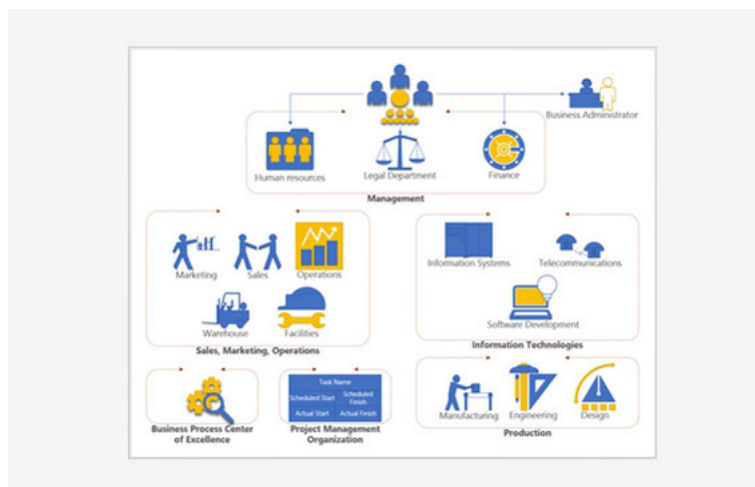 Business Administrator
Human resources
Legal Department
Finance
Management
Marketing
Sales
Operations
Warehouse
Facilities
Sales, Marketing, Operations
Information Systems
Telecommunications
Software Development
Information Technologies
Business Process Center
of Excellence
Task Name
Scheduled Start
Scheduled
Finish
Actual Start
Actual Finish
Project Management
Organization
Manufacturing
Engineering
Design
Production